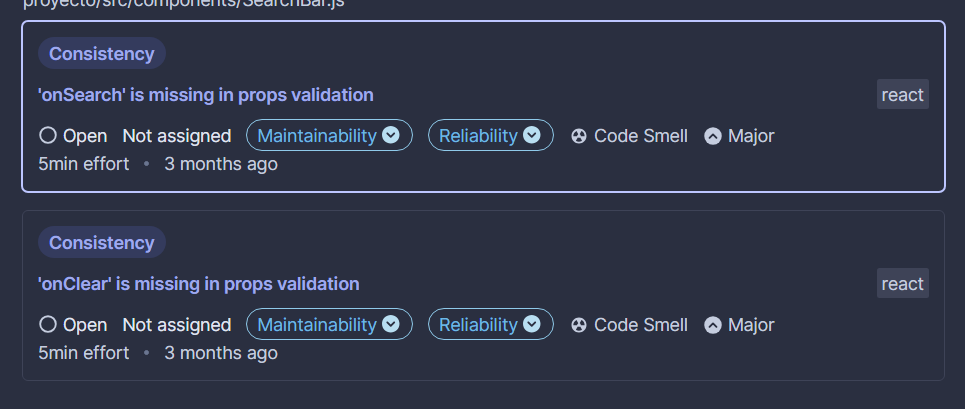 proyecto/src/components/SearchBar.js
Consistency
'onSearch' is missing in props validation react
Open Not assigned Maintainability Reliability Code Smell Major
5min effort • 3 months ago
Consistency
'onClear' is missing in props validation react
Open Not assigned Maintainability Reliability Code Smell Major
5min effort • 3 months ago